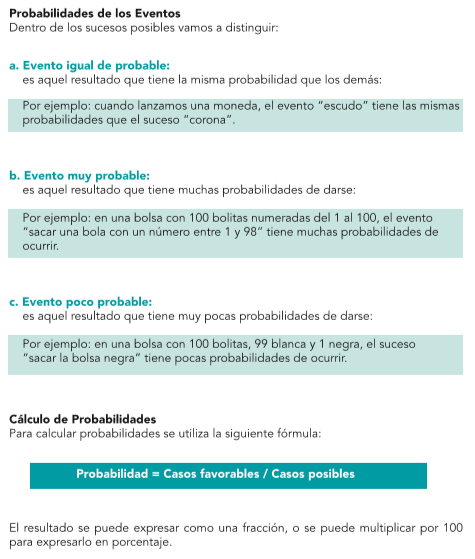 Probabilidades de los Eventos
Dentro de los sucesos posibles vamos a distinguir:
a. Evento igual de probable:
es aquel resultado que tiene la misma probabilidad que los demás:
Por ejemplo: cuando lanzamos una moneda, el evento "escudo" tiene las mismas
probabilidades que el suceso "corona".
b. Evento muy probable:
es aquel resultado que tiene muchas probabilidades de darse:
Por ejemplo: en una bolsa con 100 bolitas numeradas del 1 al 100, el evento
"sacar una bola con un número entre 1 y 98" tiene muchas probabilidades de
ocurrir.
c. Evento poco probable:
es aquel resultado que tiene muy pocas probabilidades de darse:
Por ejemplo: en una bolsa con 100 bolitas, 99 blanca y 1 negra, el suceso
"sacar la bolsa negra" tiene pocas probabilidades de ocurrir.
Cálculo de Probabilidades
Para calcular probabilidades se utiliza la siguiente fórmula:
Probabilidad = Casos favorables / Casos posibles
El resultado se puede expresar como una fracción, o se puede multiplicar por 100
para expresarlo en porcentaje.